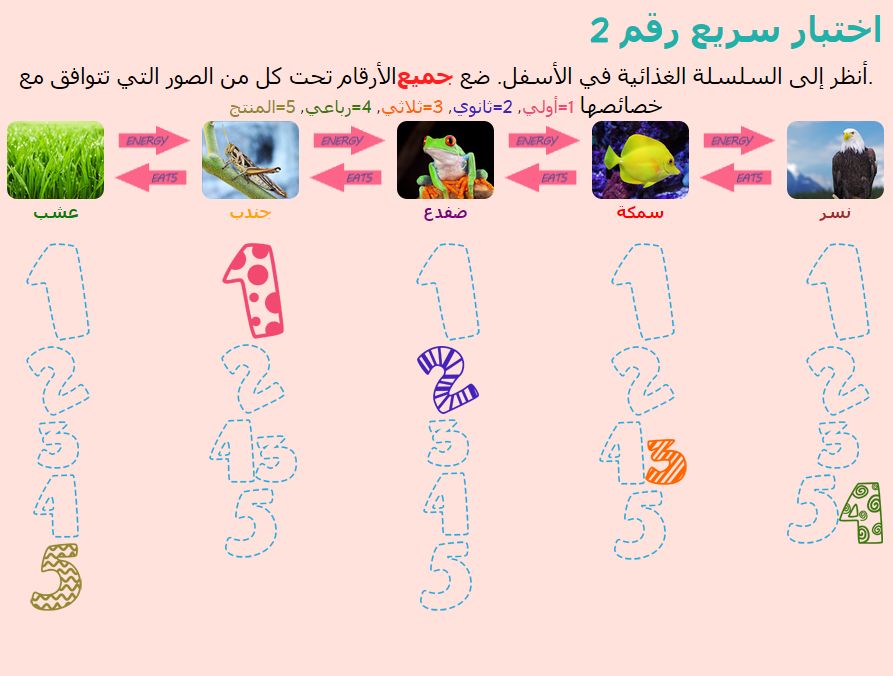 اختبار سريع رقم 2
.أنظر إلى السلسلة الغذائية في الأسفل. ضع جميعالأرقام تحت كل من الصور التي تتوافق مع
خصائصها 1=أولي, 2=ثانوي, 3=ثلاثي, 4=رباعي, 5=المنتج
ENERGY ENERGY ENERGY ENERGY
EATS EATS EATS EATS
نسر سمكة ضفدع جندب عشب
1 1 1 1 1
2 2 2 2 2
3 4 3 3 4 3 3
4 5 4 5 5 4
5 5